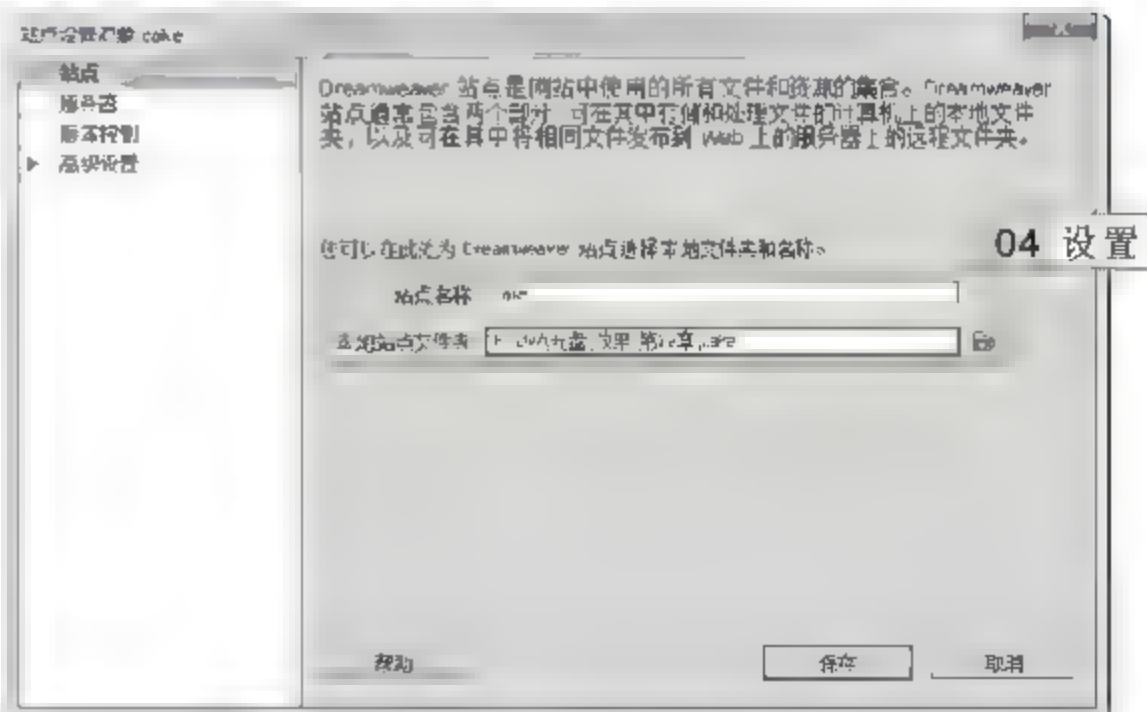 站点设置对象 cake
站点
服务器
版本控制
高级设置
Dreamweaver 站点是网站中使用的所有文件和资源的集合。Dreamweaver
站点通常包含两个部分：可在其中存储和处理文件的计算机上的本地文件
夹，以及可在其中将相同文件发布到 Web 上的服务器上的远程文件夹。
04 设置
您可以在此处为 Dreamweaver 站点选择本地文件夹和名称。
站点名称
本地站点文件夹
帮助
保存
取消